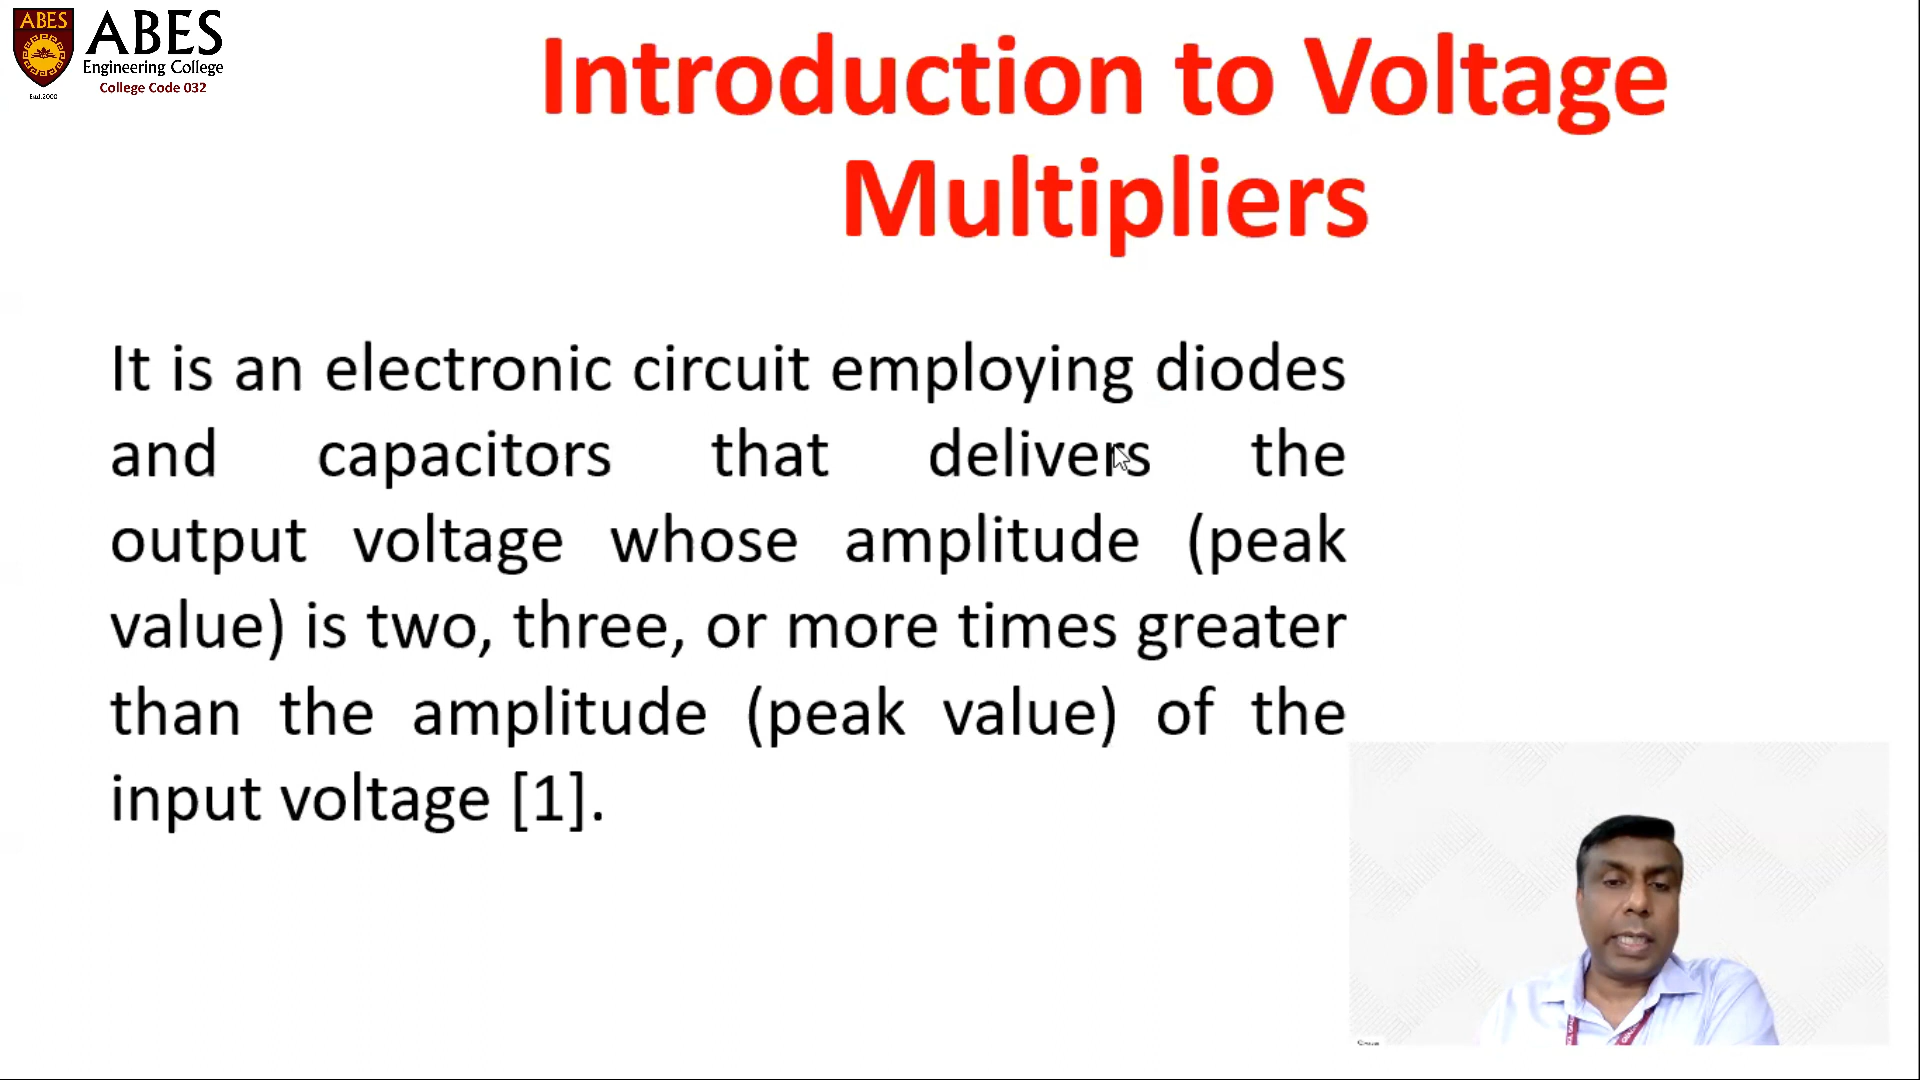 ABES
ABES
Engineering College
College Code 032
Estd.2000
Introduction to Voltage
Multipliers
It is an electronic circuit employing diodes
and capacitors that delivers the
output voltage whose amplitude (peak
value) is two, three, or more times greater
than the amplitude (peak value) of the
input voltage [1].